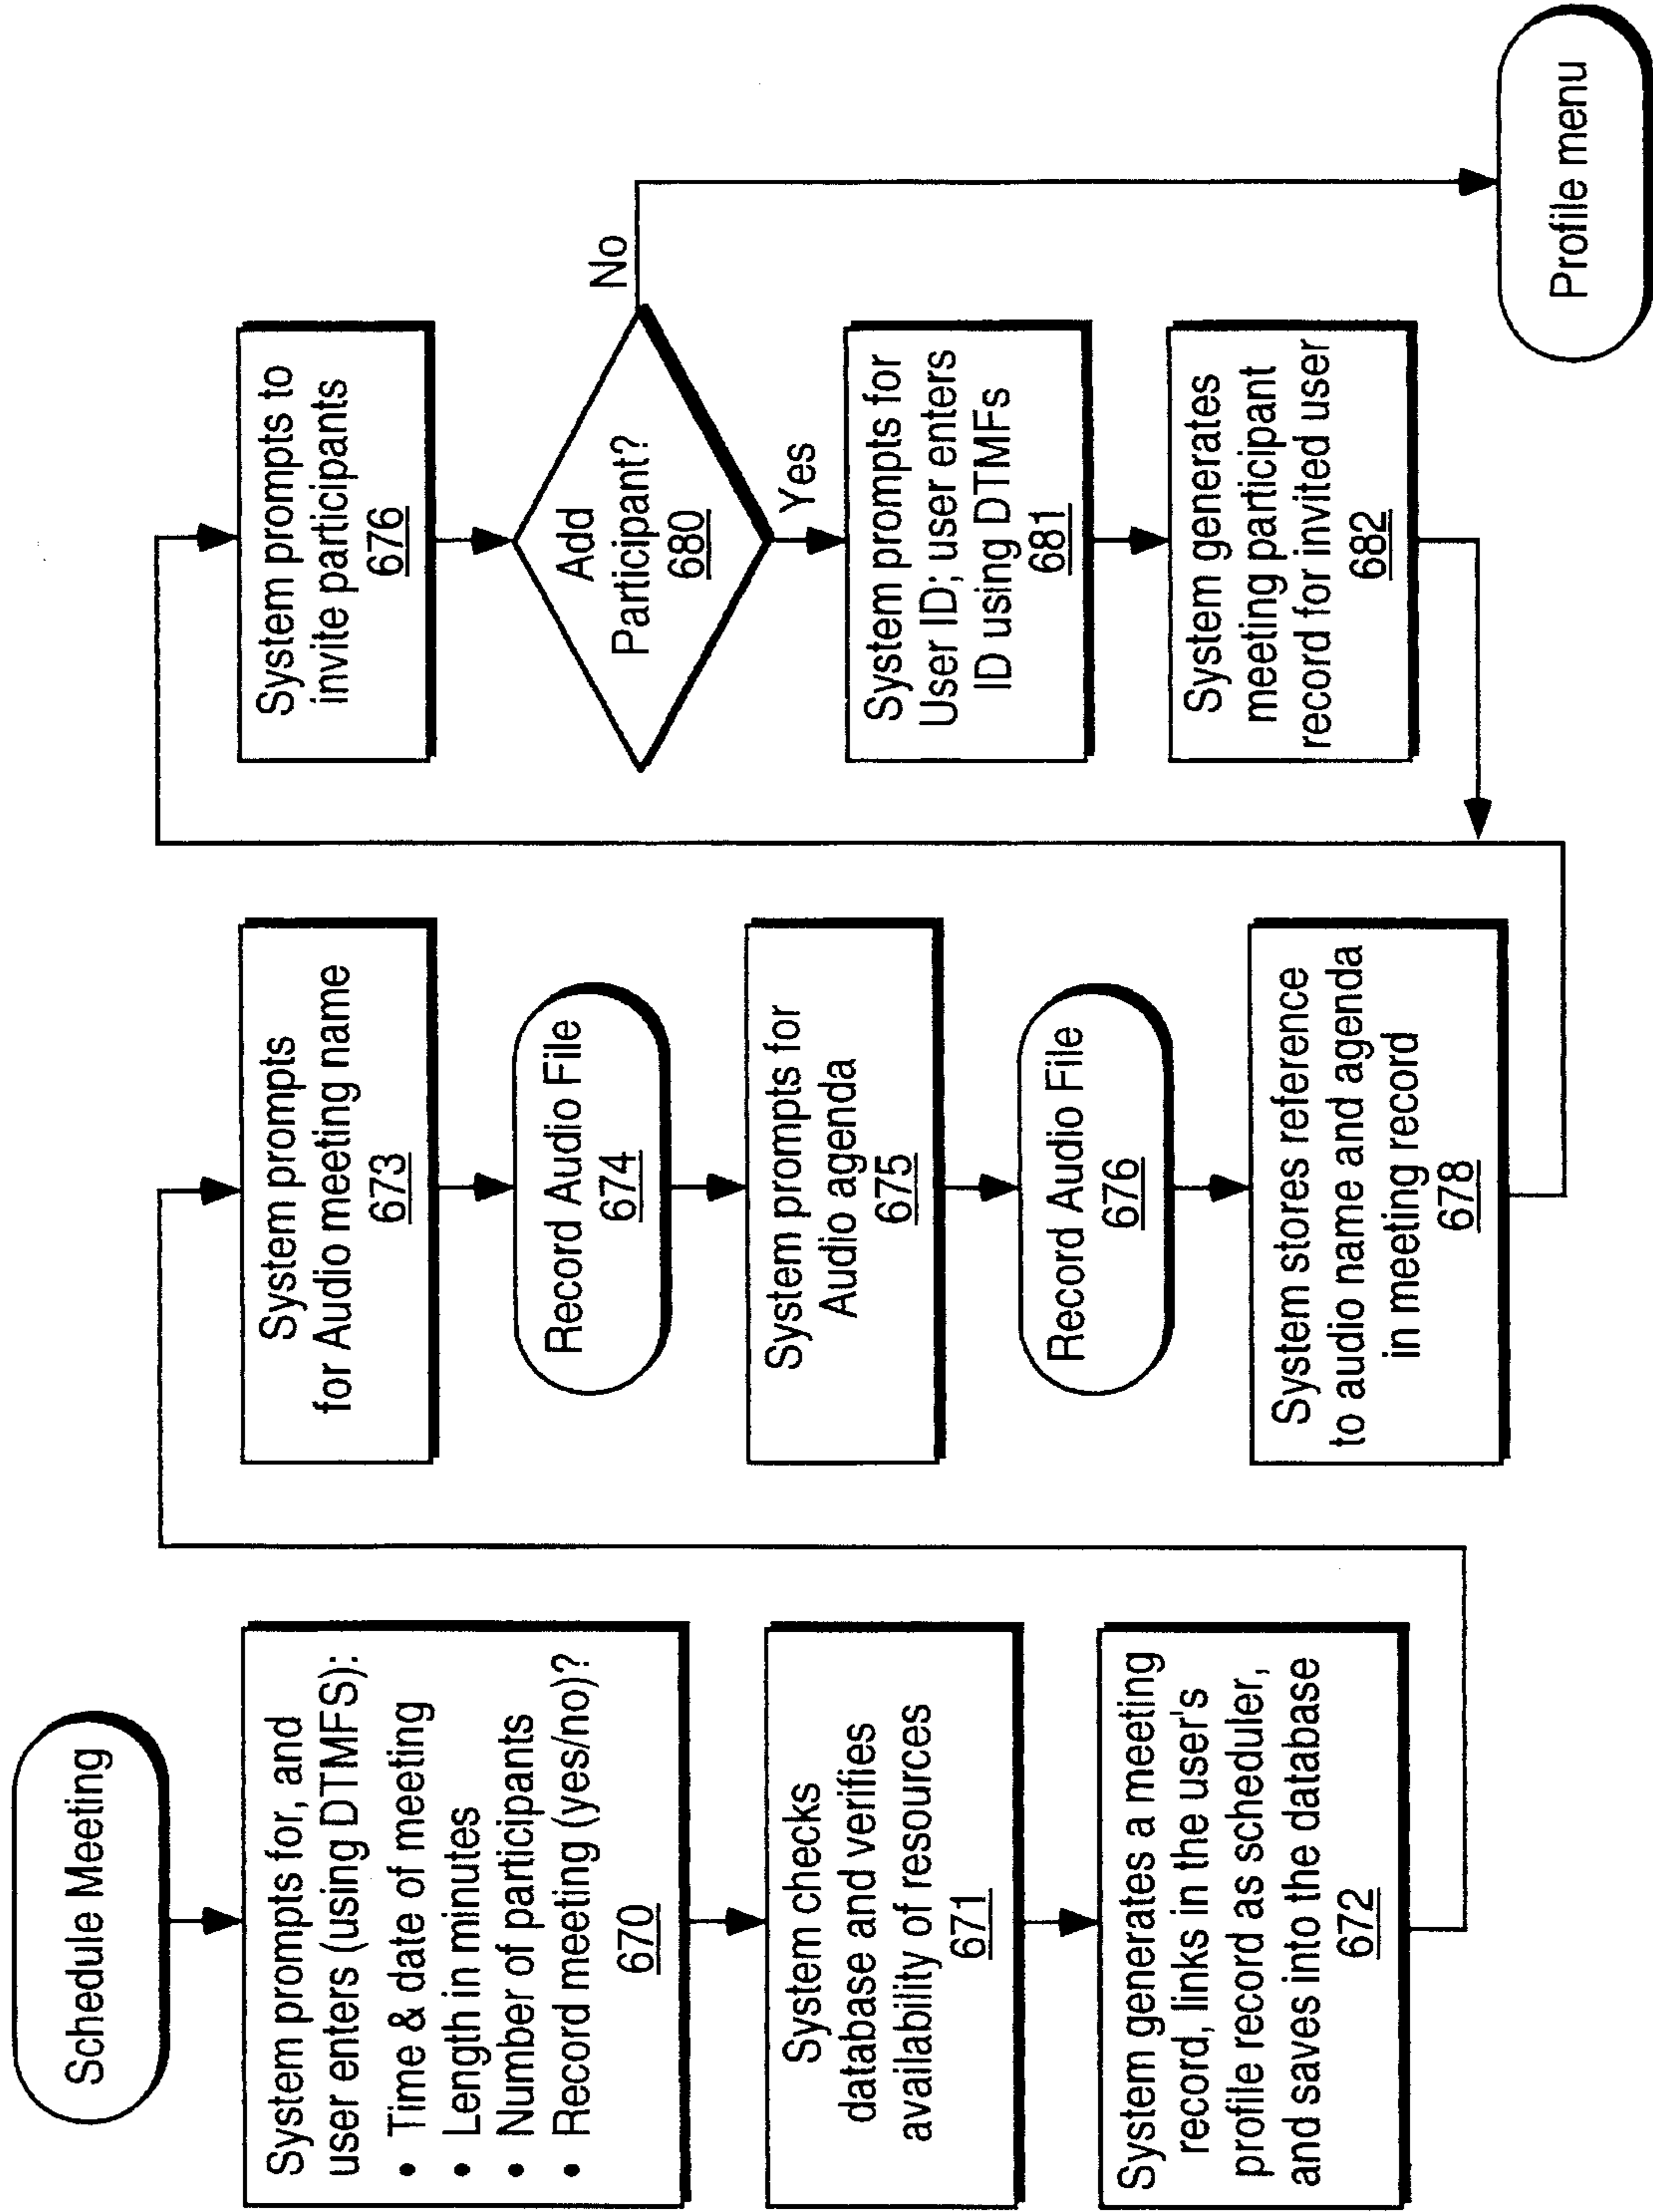 Schedule Meeting
System prompts for, and
user enters (using DTMFS):
• Time & date of meeting
• Length in minutes
• Number of participants
• Record meeting (yes/no)?
670
System checks
database and verifies
availability of resources
671
System generates a meeting
record, links in the user's
profile record as scheduler,
and saves into the database
672
System prompts
for Audio meeting name
673
Record Audio File
674
System prompts for
Audio agenda
675
Record Audio File
676
System stores reference
to audio name and agenda
in meeting record
678
System prompts to
invite participants
676
Add
Participant?
680
No
Yes
System prompts for
User ID; user enters
ID using DTMFs
681
System generates
meeting participant
record for invited user
682
Profile menu